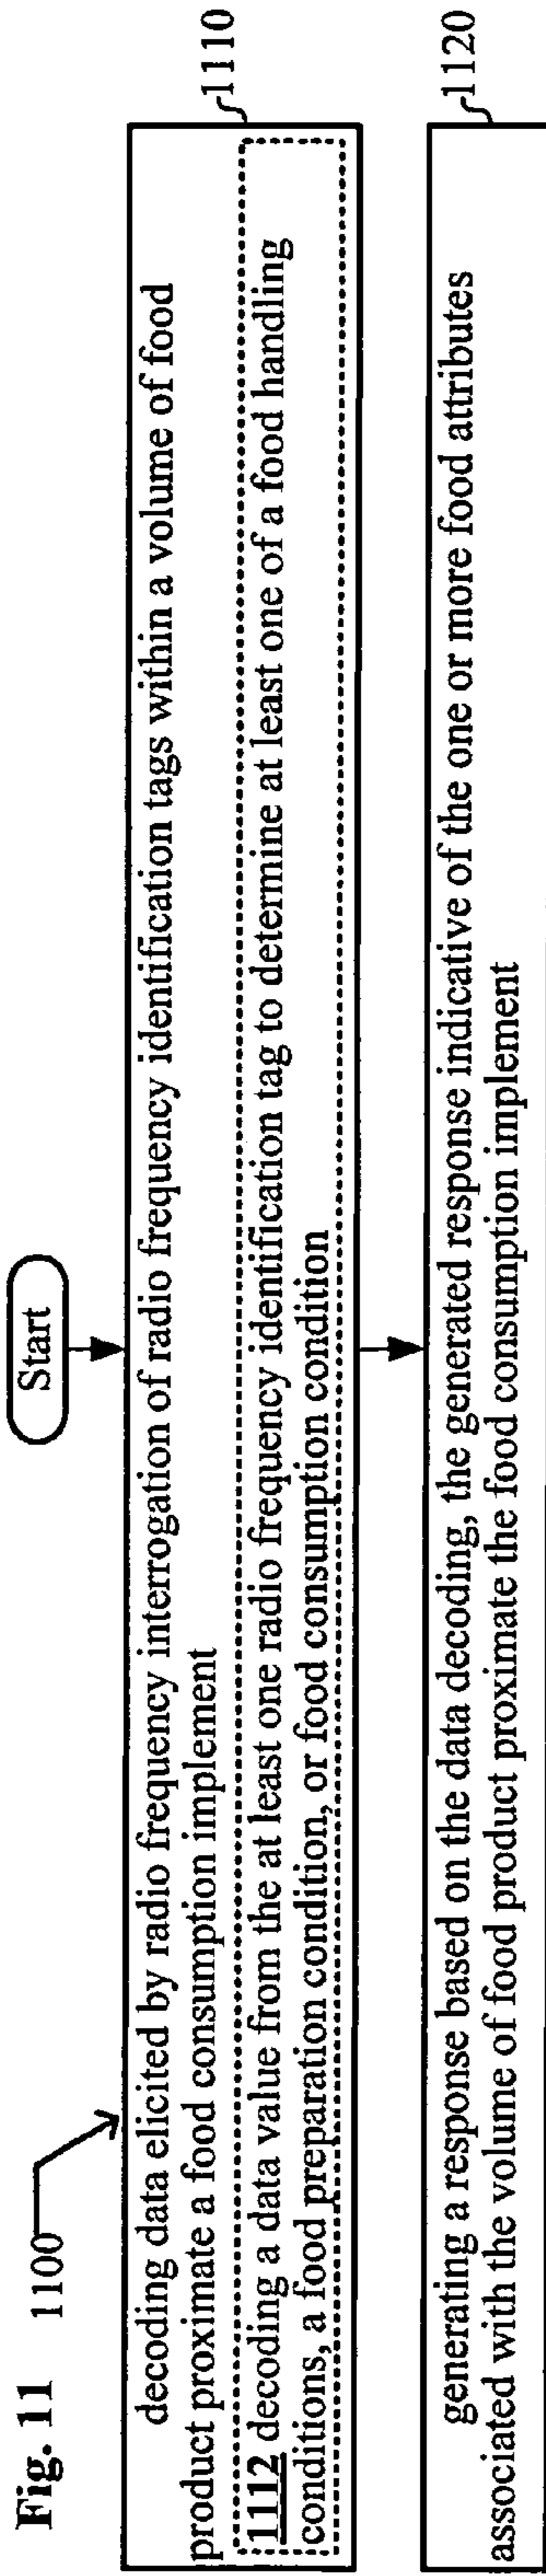 Fig. 11
1100
Start
decoding data elicited by radio frequency interrogation of radio frequency identification tags within a volume of food
product proximate a food consumption implement
1112 decoding a data value from the at least one radio frequency identification tag to determine at least one of a food handling
conditions, a food preparation condition, or food consumption condition
1110
generating a response based on the data decoding, the generated response indicative of the one or more food attributes
associated with the volume of food product proximate the food consumption implement
1120